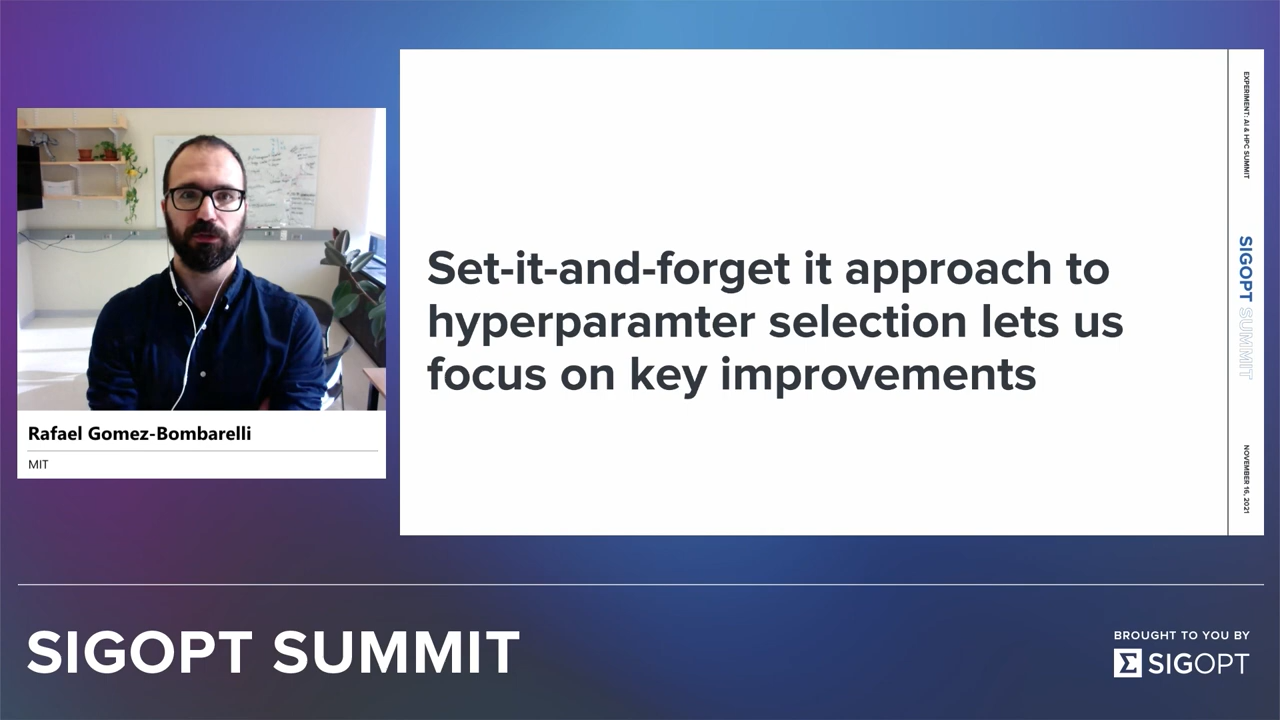 Rafael Gomez-Bombarelli
MIT
Set-it-and-forget it approach to
hyperparamter selection lets us
focus on key improvements
EXPERIMENT: AI & HPC SUMMIT
SIGOPT SUMMIT
NOVEMBER 16, 2021
SIGOPT SUMMIT
BROUGHT TO YOU BY
SIGOPT